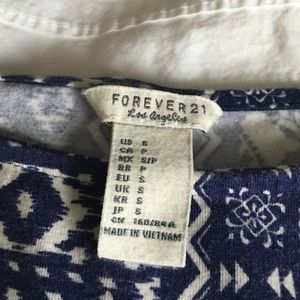 FOREVER 21
Los Angeles
US S
CA P
MX S/P
BR P
EU S
UK S
KR S
JP S
CN 160/84A
MADE IN VIETNAM